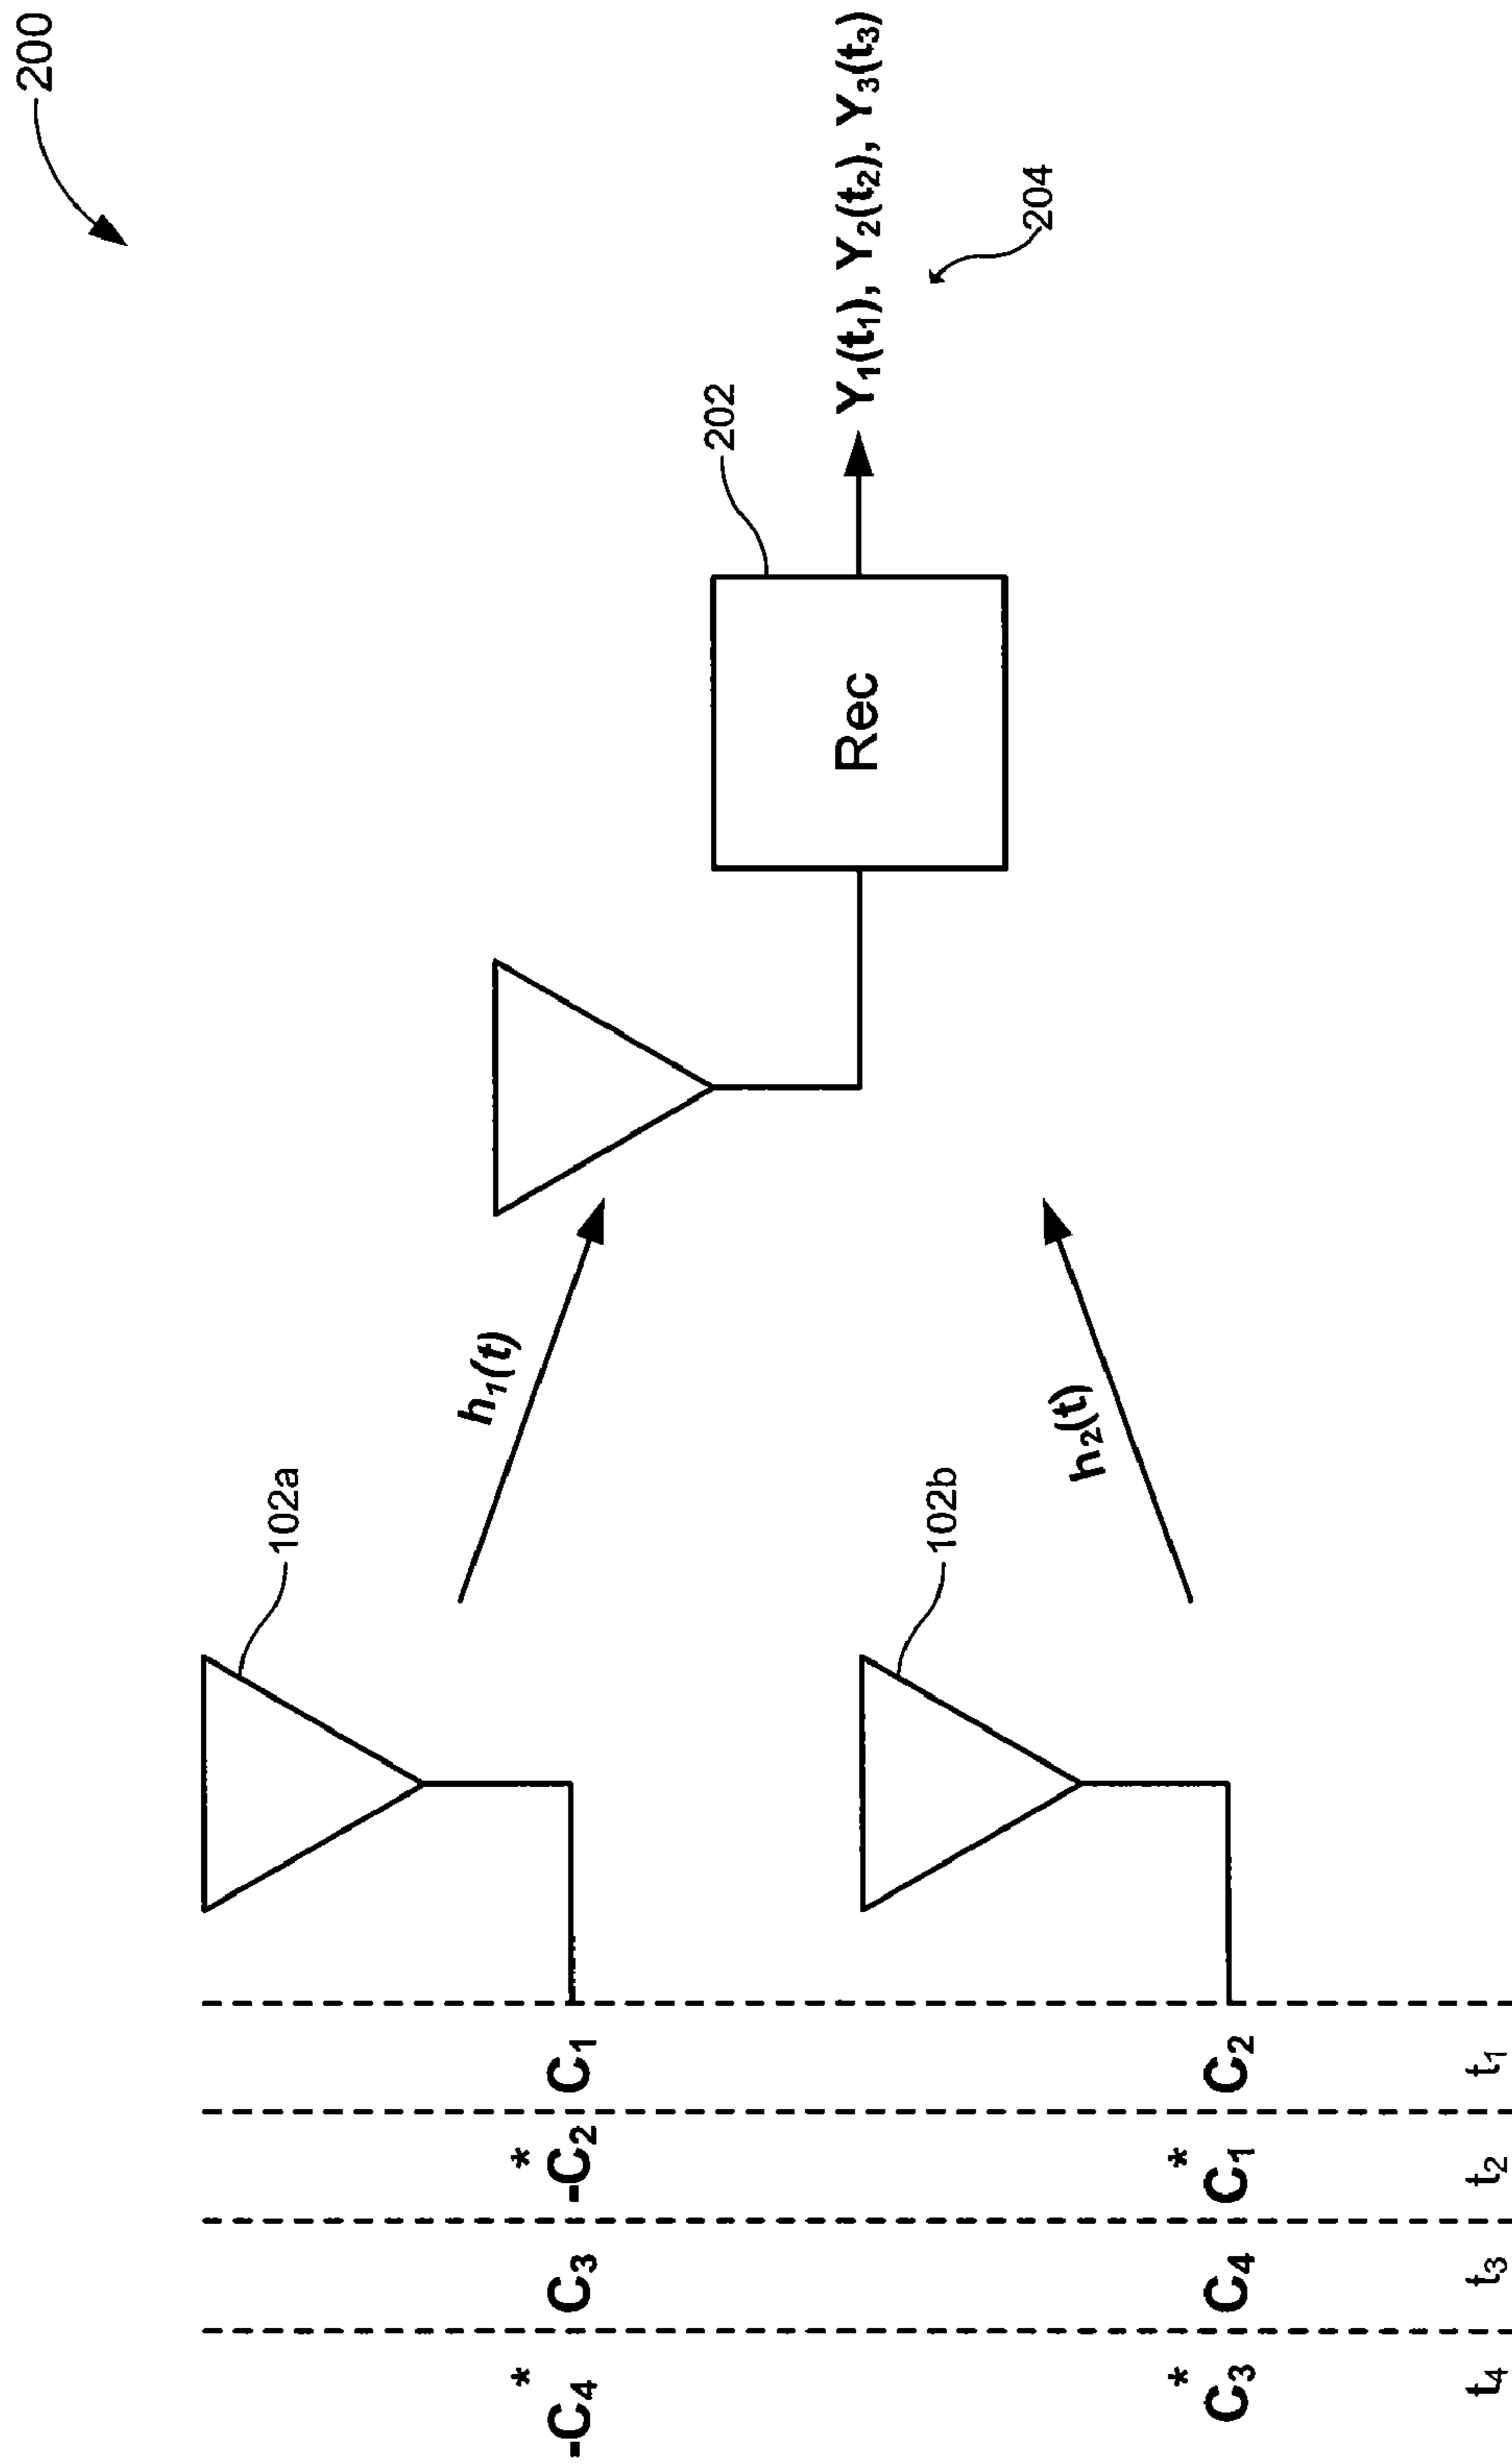 200
102a
h₁(t)
202
Rec
Y₁(t₁), Y₂(t₂), Y₃(t₃)
204
-C₄* C₃ -C₂* C₁
102b
h₂(t)
C₃* C₄ C₁* C₂
t₄ t₃ t₂ t₁